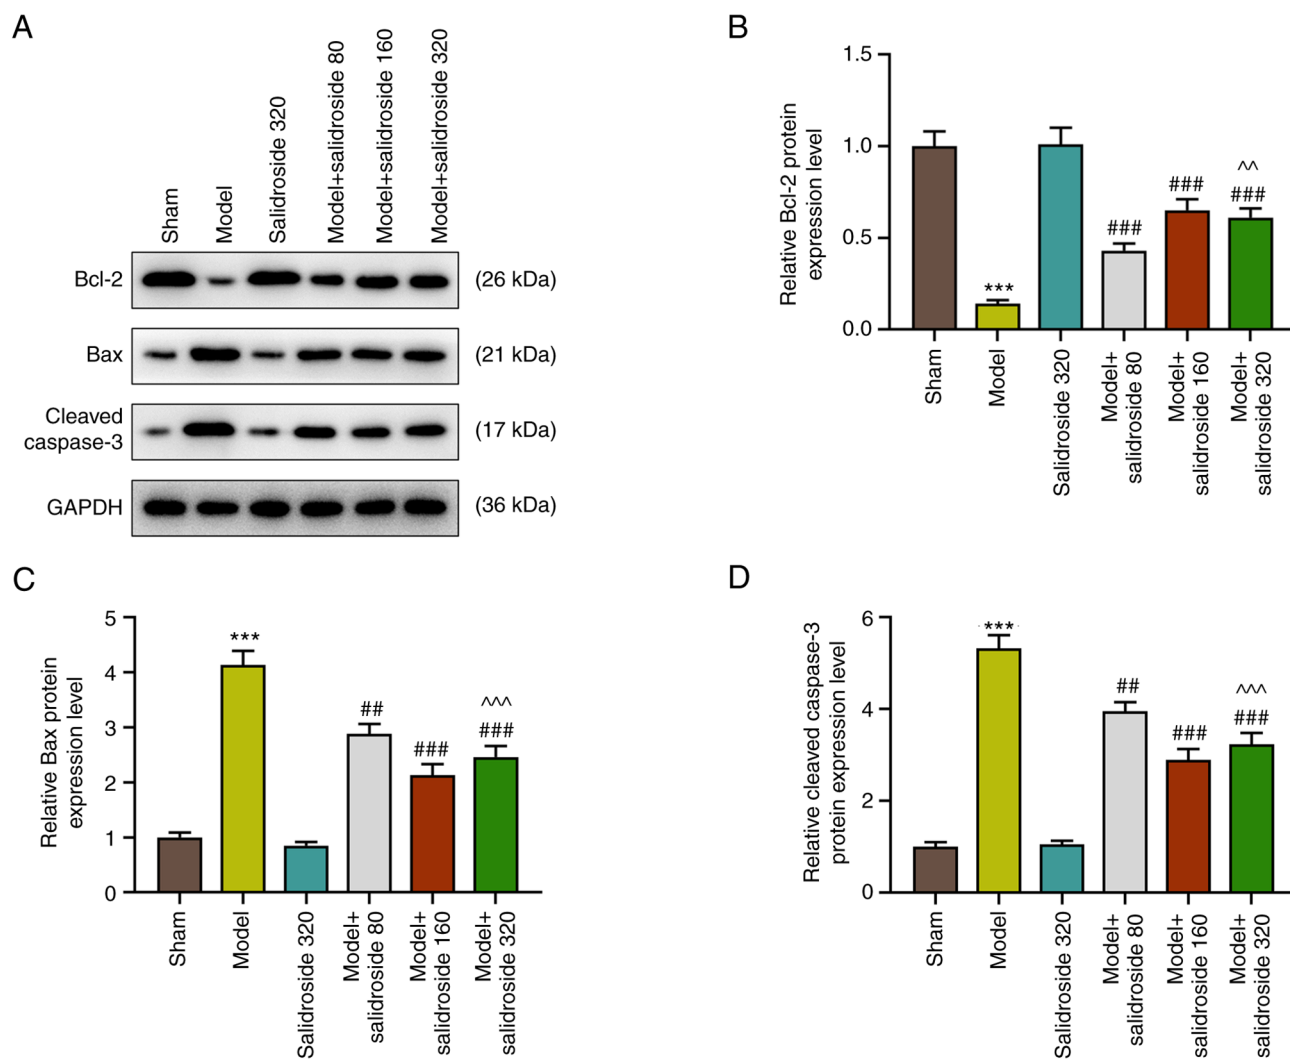 A
Sham
Model
Salidroside 320
Model+salidroside 80
Model+salidroside 160
Model+salidroside 320
Bcl-2
(26 kDa)
Bax
(21 kDa)
Cleaved
caspase-3
(17 kDa)
GAPDH
(36 kDa)
B
Relative Bcl-2 protein
expression level
1.5
1.0
0.5
0.0
***
###
###
^^
###
Sham
Model
Salidroside 320
Model+
salidroside 80
Model+
salidroside 160
Model+
salidroside 320
C
Relative Bax protein
expression level
5
4
3
2
1
0
***
##
###
^^^
###
Sham
Model
Salidroside 320
Model+
salidroside 80
Model+
salidroside 160
Model+
salidroside 320
D
Relative cleaved caspase-3
protein expression level
6
4
2
0
***
##
###
^^^
###
Sham
Model
Salidroside 320
Model+
salidroside 80
Model+
salidroside 160
Model+
salidroside 320